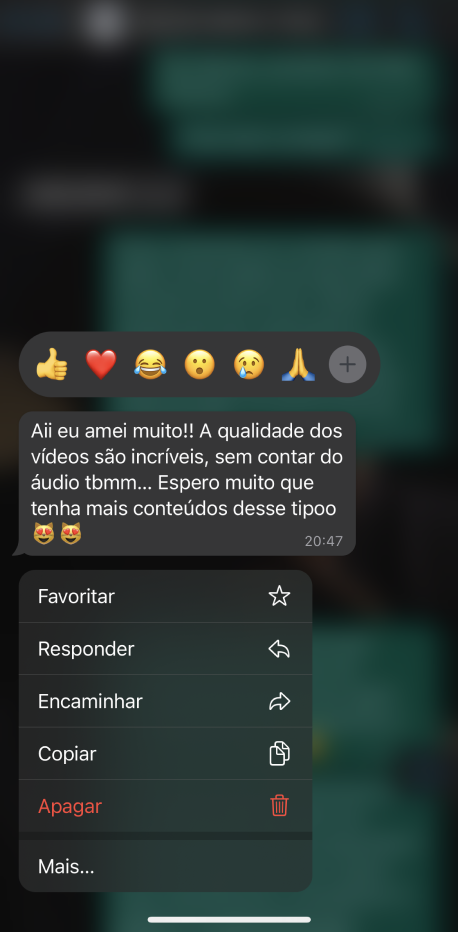 Aii eu amei muito!! A qualidade dos
vídeos são incríveis, sem contar do
áudio tbmm... Espero muito que
tenha mais conteúdos desse tipoo
😻 😻
20:47
Favoritar
Responder
Encaminhar
Copiar
Apagar
Mais...